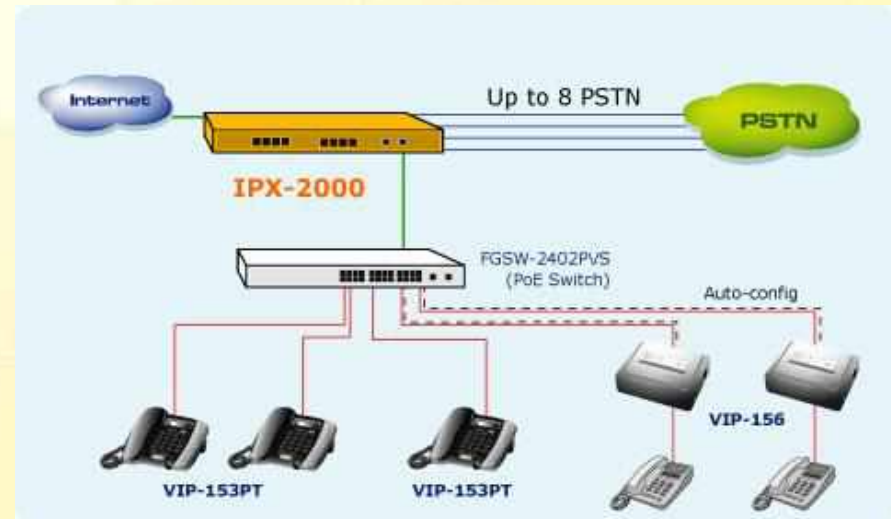 Internet
Up to 8 PSTN
PSTN
IPX-2000
FGSW-2402PVS
(PoE Switch)
Auto-config
VIP-156
VIP-153PT
VIP-153PT